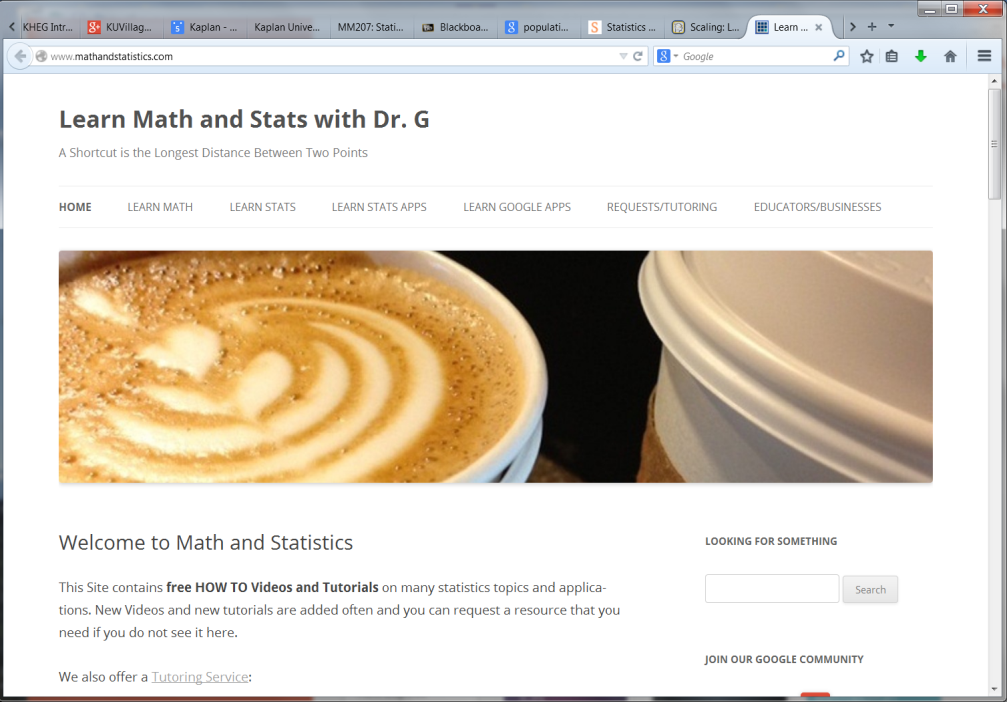 KHEG Intr... KUVillag... Kaplan - ... Kaplan Unive... MM207: Stati... Blackboa... populati... Statistics ... Scaling: L... Learn ...
www.mathandstatistics.com Google
Learn Math and Stats with Dr. G
A Shortcut is the Longest Distance Between Two Points
HOME LEARN MATH LEARN STATS LEARN STATS APPS LEARN GOOGLE APPS REQUESTS/TUTORING EDUCATORS/BUSINESSES
Welcome to Math and Statistics
This Site contains free HOW TO Videos and Tutorials on many statistics topics and applica-
tions. New Videos and new tutorials are added often and you can request a resource that you
need if you do not see it here.
We also offer a Tutoring Service:
LOOKING FOR SOMETHING
Search
JOIN OUR GOOGLE COMMUNITY